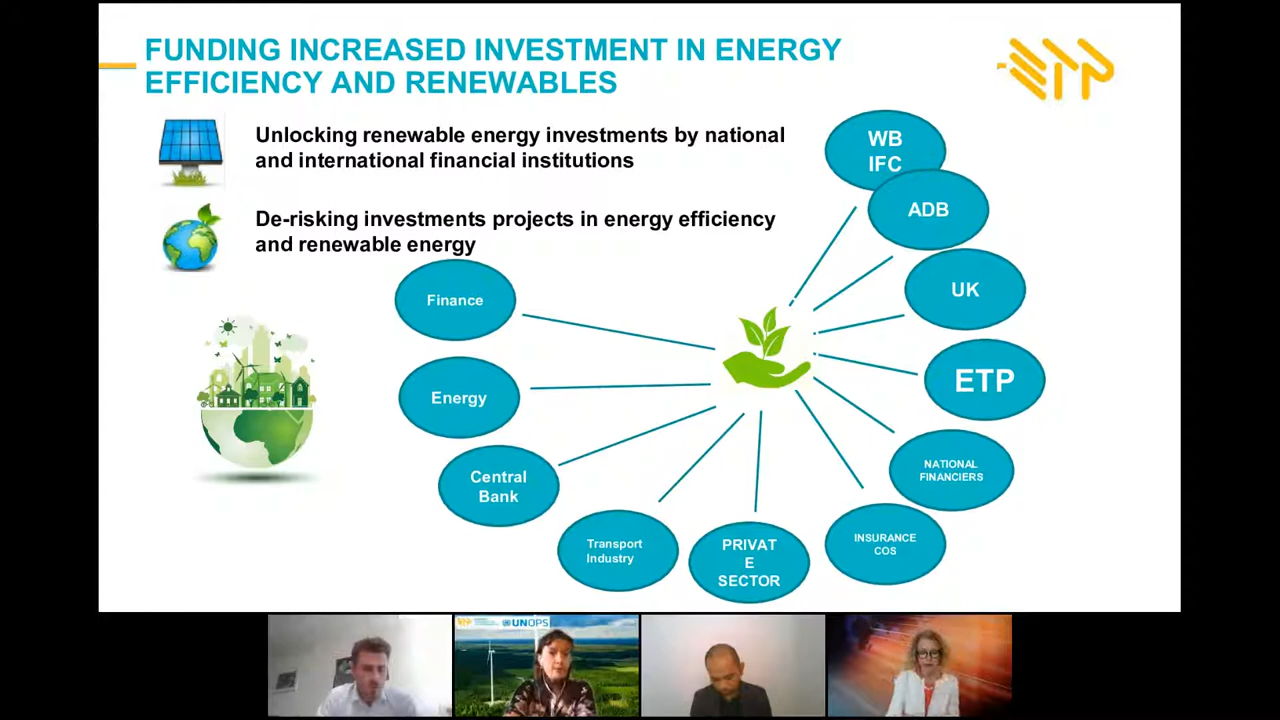 FUNDING INCREASED INVESTMENT IN ENERGY
EFFICIENCY AND RENEWABLES
ETP
Unlocking renewable energy investments by national
and international financial institutions
De-risking investments projects in energy efficiency
and renewable energy
WB
IFC
ADB
UK
ETP
NATIONAL
FINANCIERS
INSURANCE
COS
PRIVAT
E
SECTOR
Transport
Industry
Central
Bank
Energy
Finance
UNOPS